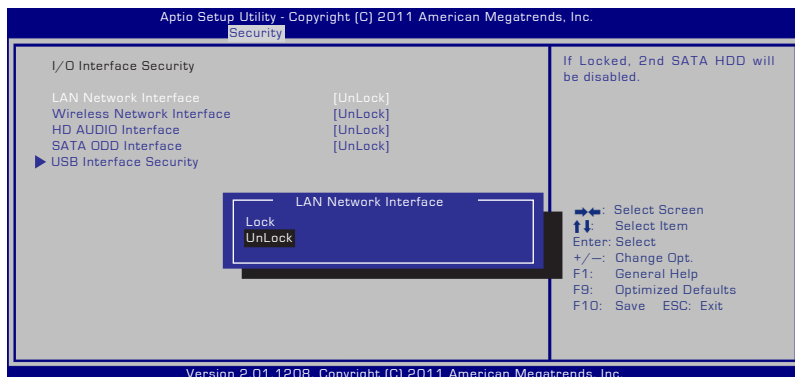 Aptio Setup Utility - Copyright (C) 2011 American Megatrends, Inc.
Security
I/O Interface Security
LAN Network Interface [UnLock]
Wireless Network Interface [UnLock]
HD AUDIO Interface [UnLock]
SATA ODD Interface [UnLock]
USB Interface Security
LAN Network Interface
Lock
UnLock
If Locked, 2nd SATA HDD will
be disabled.
→←: Select Screen
↑↓: Select Item
Enter: Select
+/—: Change Opt.
F1: General Help
F9: Optimized Defaults
F10: Save ESC: Exit
Version 2.01.1208. Copyright (C) 2011 American Megatrends, Inc.